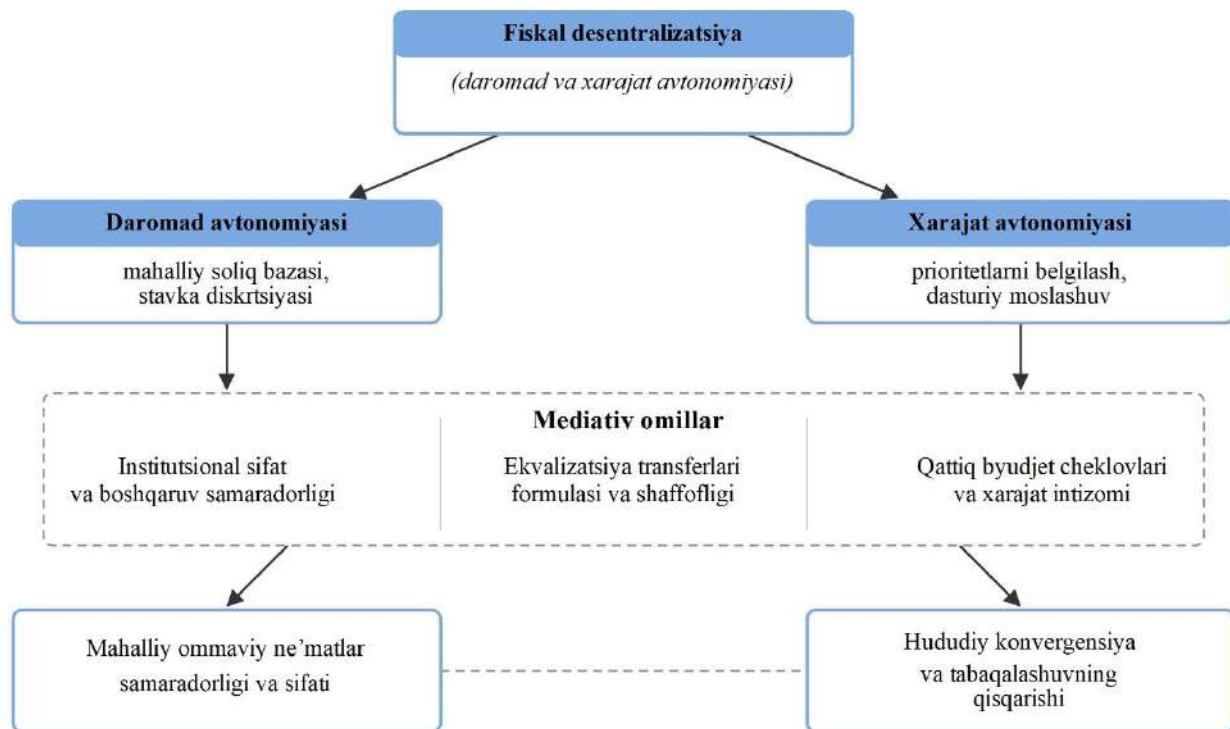 Fiskal desentralizatsiya
(daromad va xarajat avtonomiyasi)
Daromad avtonomiyasi
mahalliy soliq bazasi,
stavka diskrtsiyasi
Xarajat avtonomiyasi
prioritetlarni belgilash,
dasturiy moslashuv
Mediativ omillar
Institutsional sifat
va boshqaruv samaradorligi
Ekvalizatsiya transferlari
formulasi va shaffofligi
Qattiq byudjet cheklovlari
va xarajat intizomi
Mahalliy ommaviy ne’matlar
samaradorligi va sifati
Hududiy konvergensiya
va tabaqalashuvning
qisqarishi